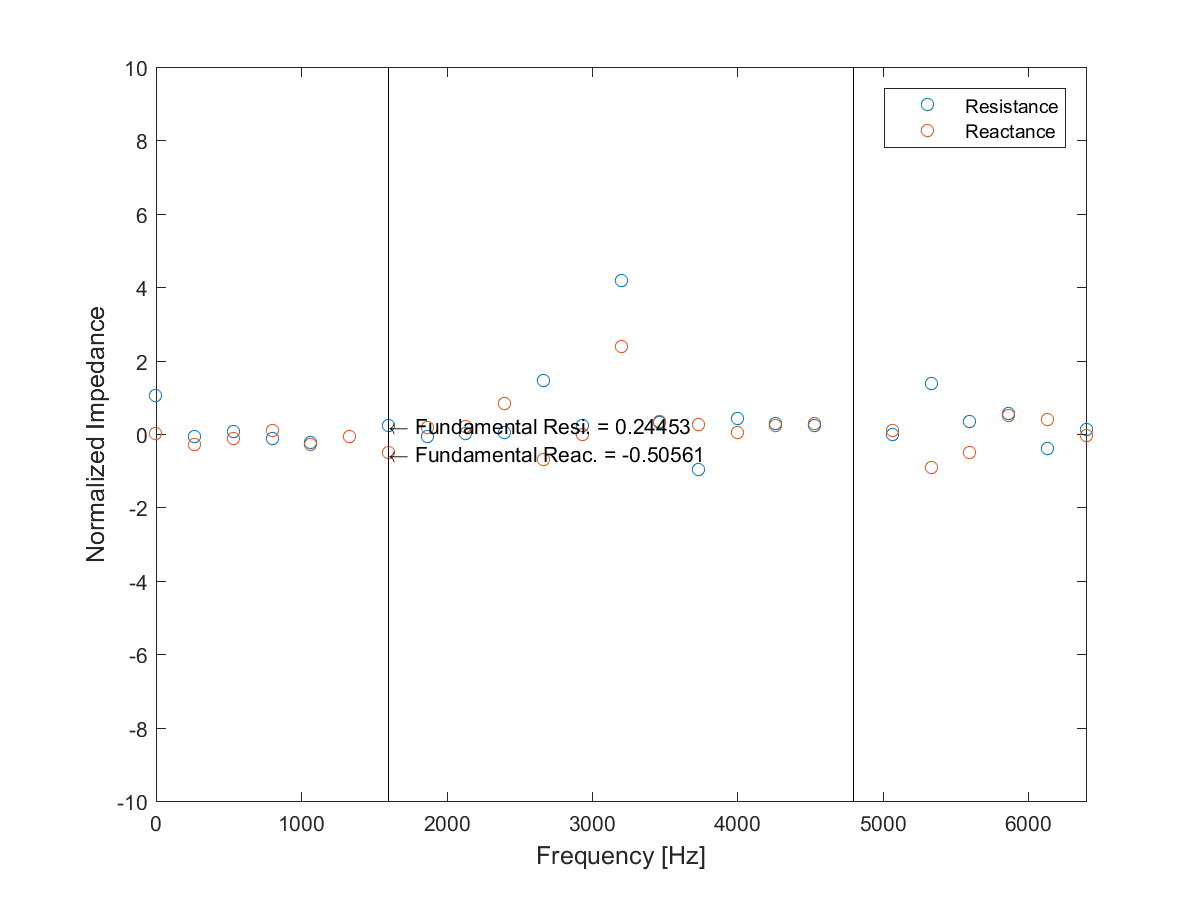 10
8
6
4
2
0
-2
-4
-6
-8
-10
Normalized Impedance
Resistance
Reactance
← Fundamental Resi. = 0.24453
← Fundamental Reac. = -0.50561
0 1000 2000 3000 4000 5000 6000
Frequency [Hz]